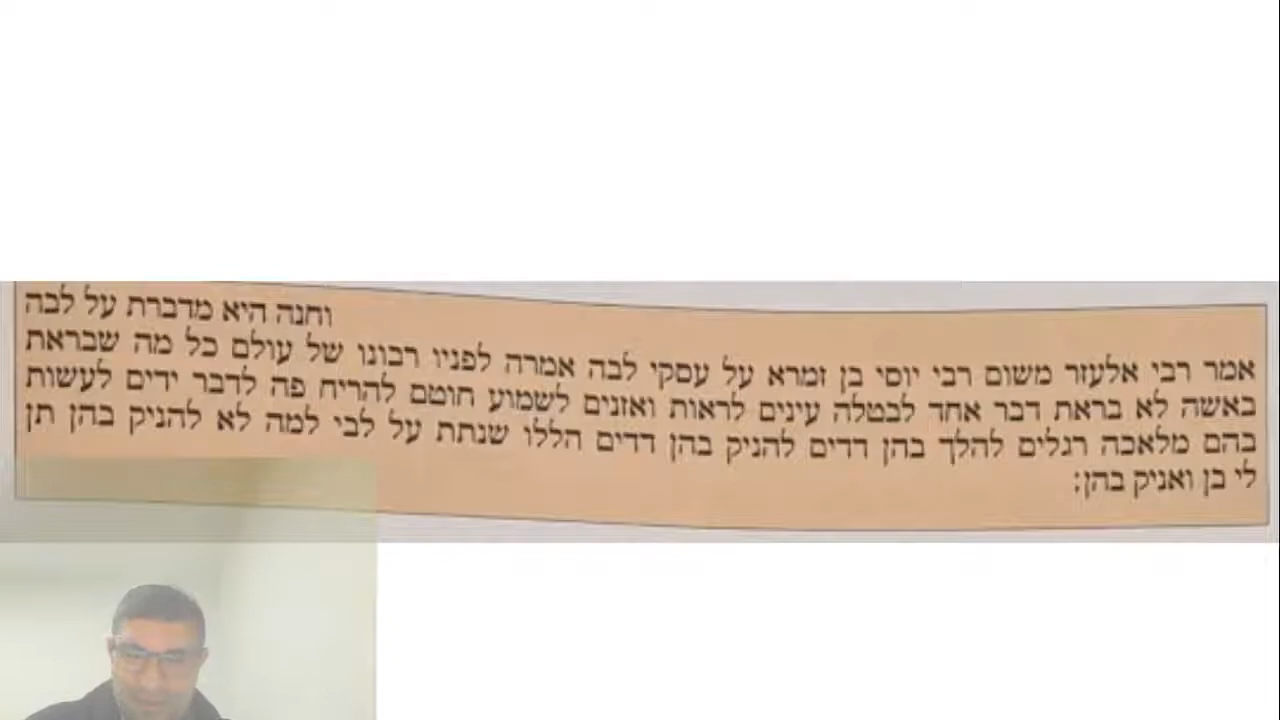 וחנה היא מדברת על לבה
אמר רבי אלעזר משום רבי יוסי בן זמרא על עסקי לבה אמרה לפניו רבונו של עולם כל מה שבראת
באשה לא בראת דבר אחד לבטלה עינים לראות ואזנים לשמוע חוטם להריח פה לדבר ידים לעשות
בהם מלאכה רגלים להלך בהן דדים להניק בהן דדים הללו שנתת על לבי למה לא להניק בהן תן
לי בן ואניק בהן: